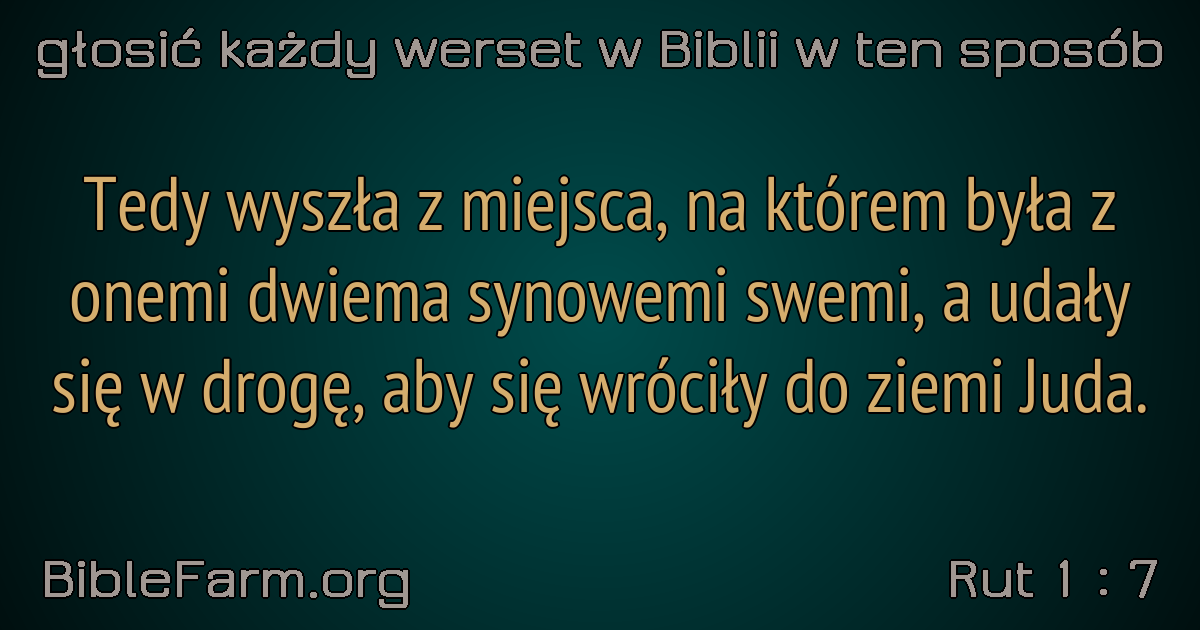 głosić każdy werset w Biblii w ten sposób
Tedy wyszła z miejsca, na którem była z
onemi dwiema synowemi swemi, a udały
się w drogę, aby się wróciły do ziemi Juda.
BibleFarm.org
Rut 1 : 7